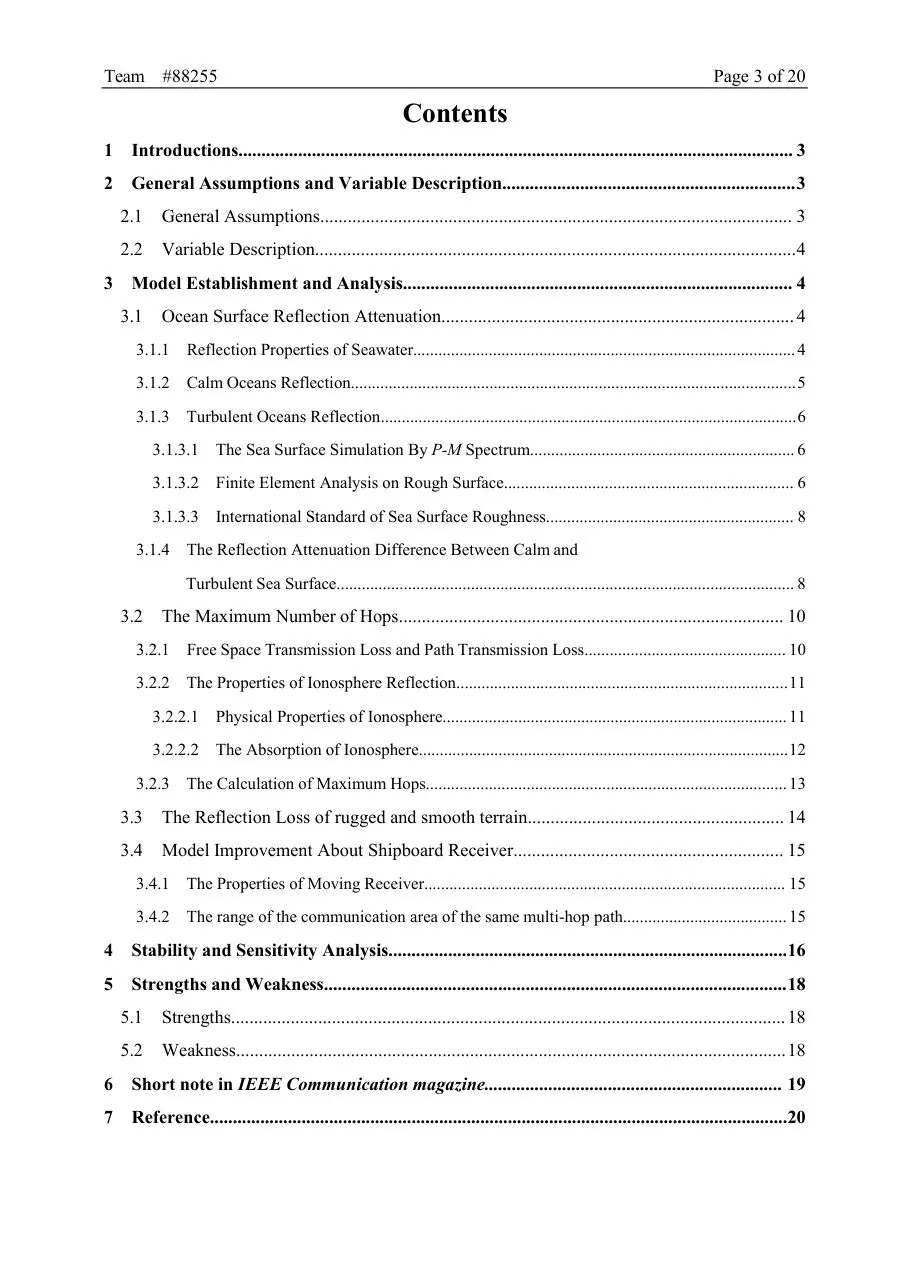 Team #88255 Page 3 of 20
Contents
1 Introductions........ 3
2 General Assumptions and Variable Description........3
2.1 General Assumptions........ 3
2.2 Variable Description........4
3 Model Establishment and Analysis........ 4
3.1 Ocean Surface Reflection Attenuation........ 4
3.1.1 Reflection Properties of Seawater........ 4
3.1.2 Calm Oceans Reflection........5
3.1.3 Turbulent Oceans Reflection........6
3.1.3.1 The Sea Surface Simulation By P-M Spectrum........ 6
3.1.3.2 Finite Element Analysis on Rough Surface........ 6
3.1.3.3 International Standard of Sea Surface Roughness........ 8
3.1.4 The Reflection Attenuation Difference Between Calm and
Turbulent Sea Surface........ 8
3.2 The Maximum Number of Hops........ 10
3.2.1 Free Space Transmission Loss and Path Transmission Loss........ 10
3.2.2 The Properties of Ionosphere Reflection........11
3.2.2.1 Physical Properties of Ionosphere........ 11
3.2.2.2 The Absorption of Ionosphere........12
3.2.3 The Calculation of Maximum Hops........ 13
3.3 The Reflection Loss of rugged and smooth terrain........ 14
3.4 Model Improvement About Shipboard Receiver........ 15
3.4.1 The Properties of Moving Receiver........ 15
3.4.2 The range of the communication area of the same multi-hop path........ 15
4 Stability and Sensitivity Analysis........16
5 Strengths and Weakness........18
5.1 Strengths........ 18
5.2 Weakness........ 18
6 Short note in IEEE Communication magazine........ 19
7 Reference........20